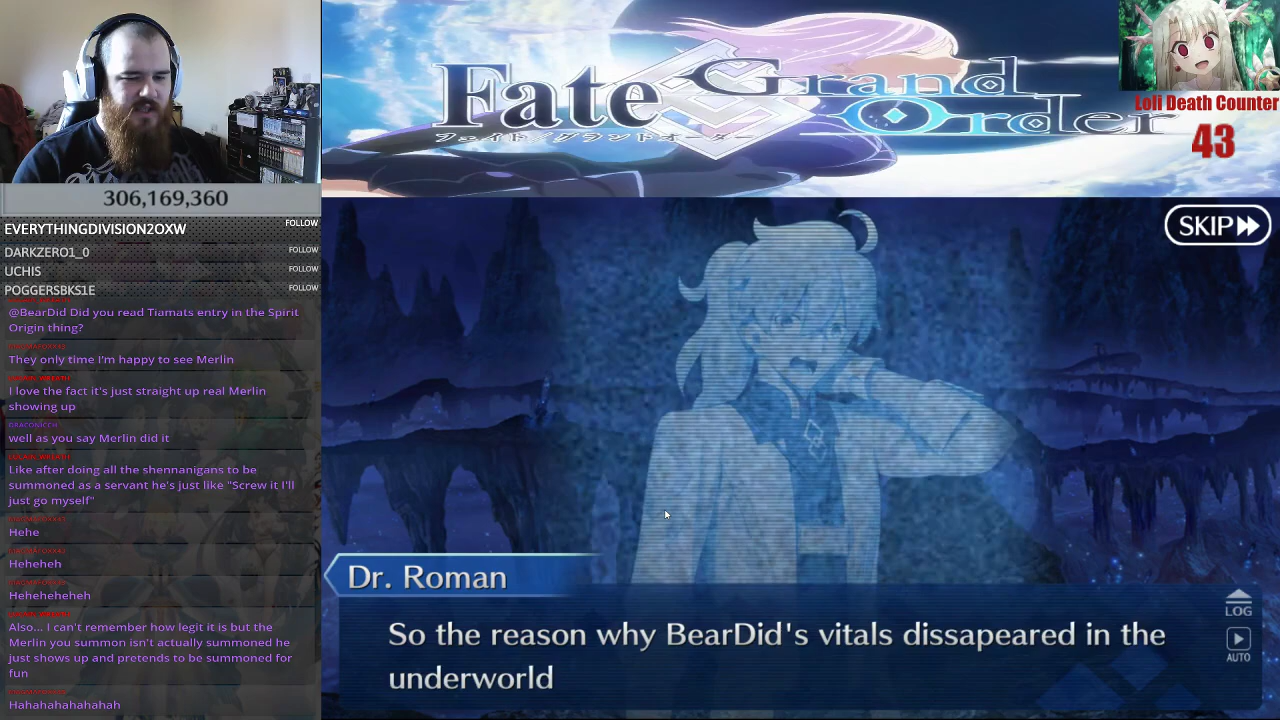 Fate Grand Order
フェイト/グランドオーダー
Loli Death Counter
43
306,169,360
EVERYTHINGDIVISION2OXW FOLLOW
DARKZERO1_0 FOLLOW
UCHIS FOLLOW
POGGERSBKS1E FOLLOW
@BearDid Did you read Tiamats entry in the Spirit
Origin thing?
They only time I'm happy to see Merlin
I love the fact it's just straight up real Merlin
showing up
well as you say Merlin did it
Like after doing all the shennanigans to be
summoned as a servant he's just like "Screw it I'll
just go myself"
Hehe
Heheheh
Heheheheheh
Also... I can't remember how legit it is but the
Merlin you summon isn't actually summoned he
just shows up and pretends to be summoned for
fun
Hahahahahahahah
SKIP
Dr. Roman
So the reason why BearDid's vitals dissapeared in the
underworld
LOG
AUTO